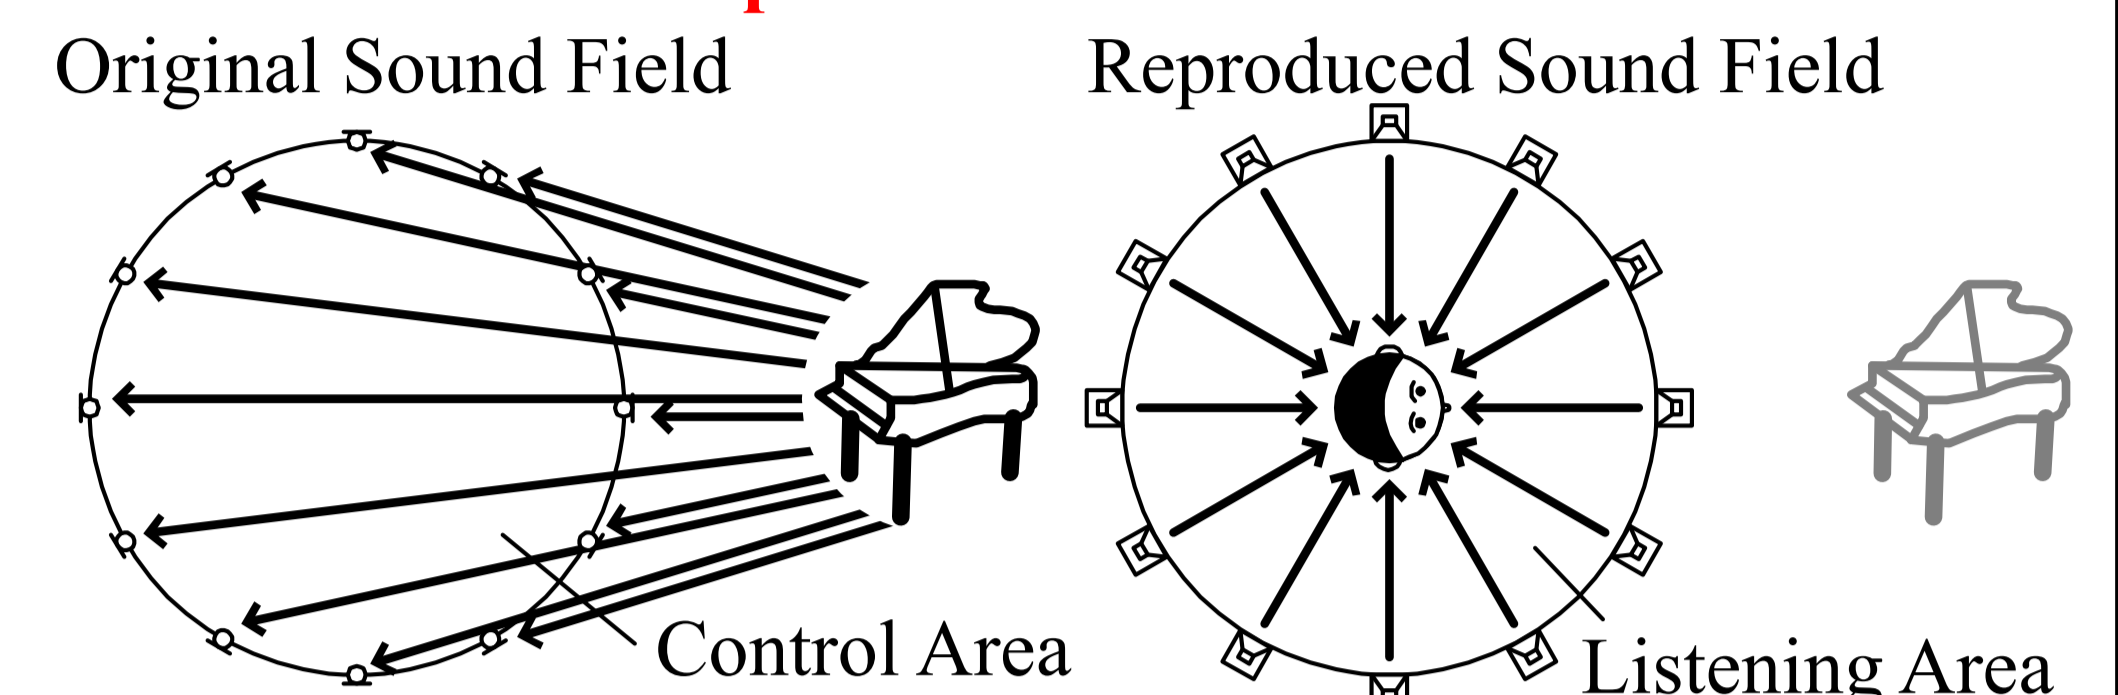 Original Sound Field
Reproduced Sound Field
Control Area
Listening Area